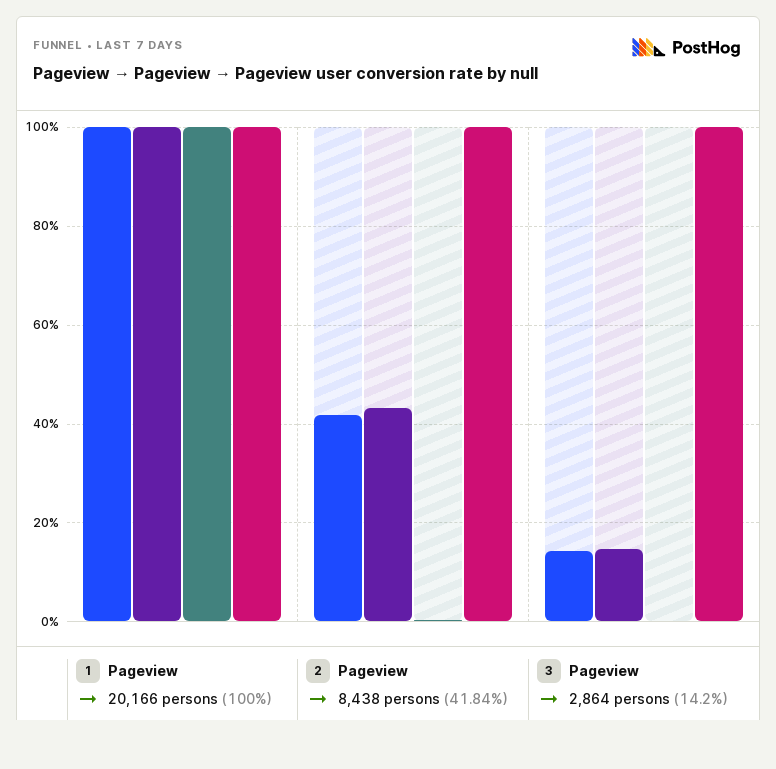 FUNNEL • LAST 7 DAYS
PostHog
Pageview → Pageview → Pageview user conversion rate by null
100%
80%
60%
40%
20%
0%
1 Pageview
→ 20,166 persons (100%)
2 Pageview
→ 8,438 persons (41.84%)
3 Pageview
→ 2,864 persons (14.2%)